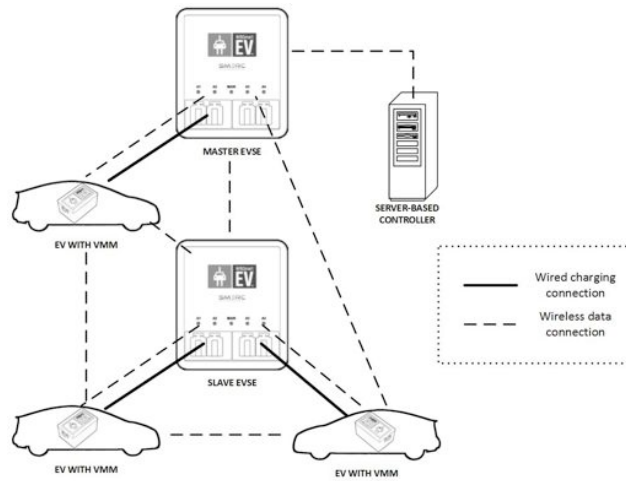 EV
MASTER EVSE
SERVER-BASED
CONTROLLER
EV WITH VMM
EV
Wired charging
connection
Wireless data
connection
SLAVE EVSE
EV WITH VMM
EV WITH VMM